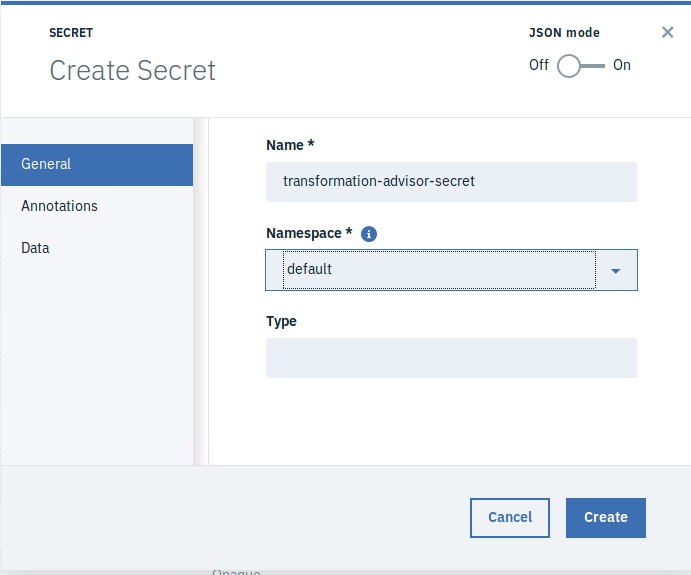 SECRET
JSON mode
Create Secret
Off On
General
Annotations
Data
Name *
transformation-advisor-secret
Namespace *
default
Type
Cancel
Create
Opaque